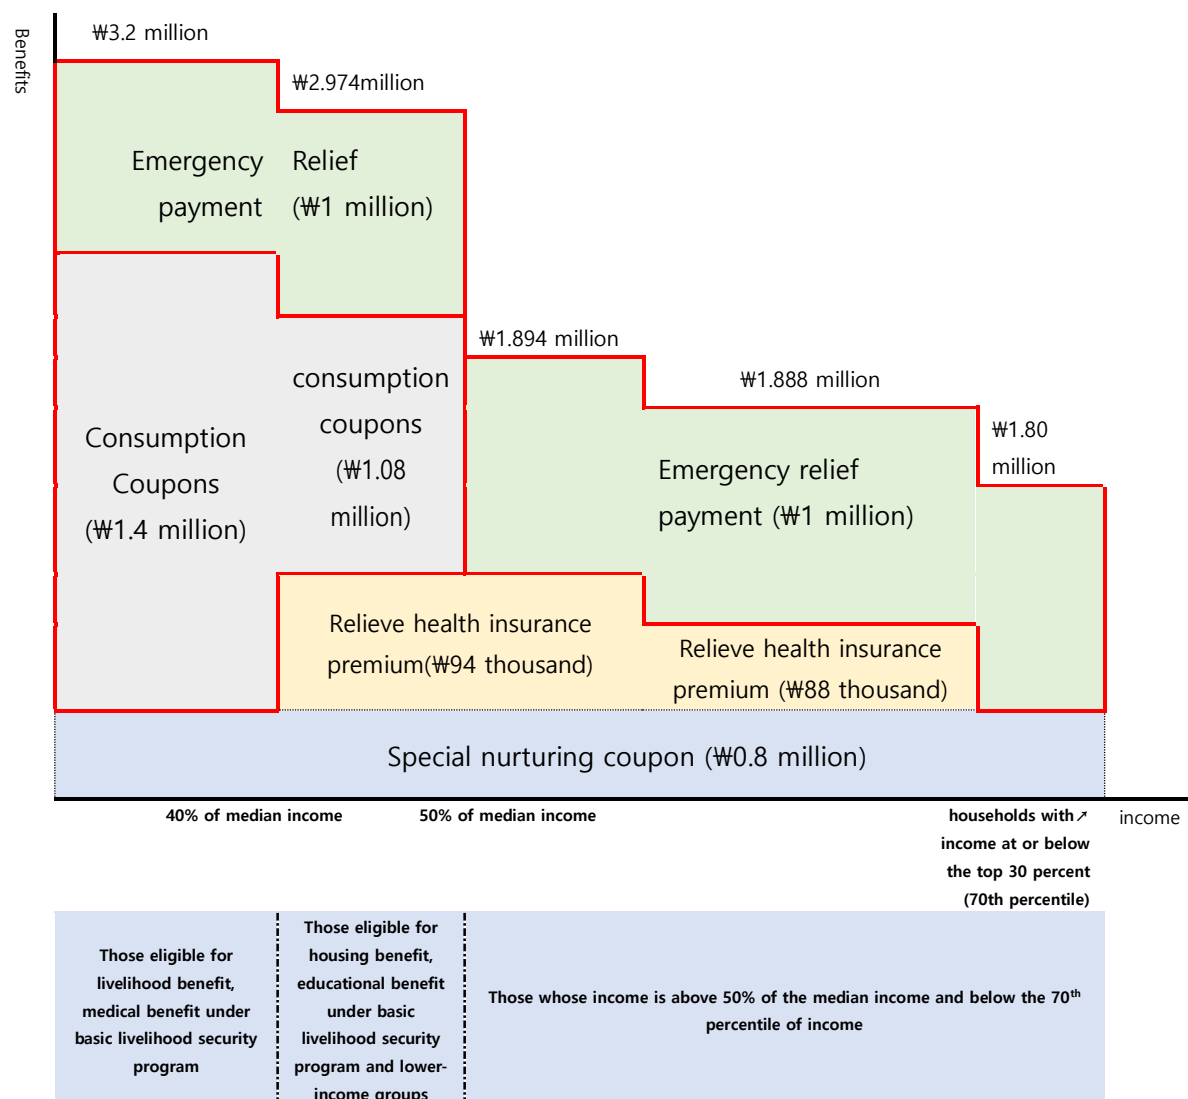 Benefits
₩3.2 million
₩2.974million
Emergency
payment
Relief
(₩1 million)
₩1.894 million
₩1.888 million
₩1.80
million
Consumption
Coupons
(₩1.4 million)
consumption
coupons
(₩1.08
million)
Emergency relief
payment (₩1 million)
Relieve health insurance
premium(₩94 thousand)
Relieve health insurance
premium (₩88 thousand)
Special nurturing coupon (₩0.8 million)
40% of median income
50% of median income
households with↗
income at or below
the top 30 percent
(70th percentile)
income
Those eligible for
livelihood benefit,
medical benefit under
basic livelihood security
program
Those eligible for
housing benefit,
educational benefit
under basic
livelihood security
program and lower-
income groups
Those whose income is above 50% of the median income and below the 70th
percentile of income